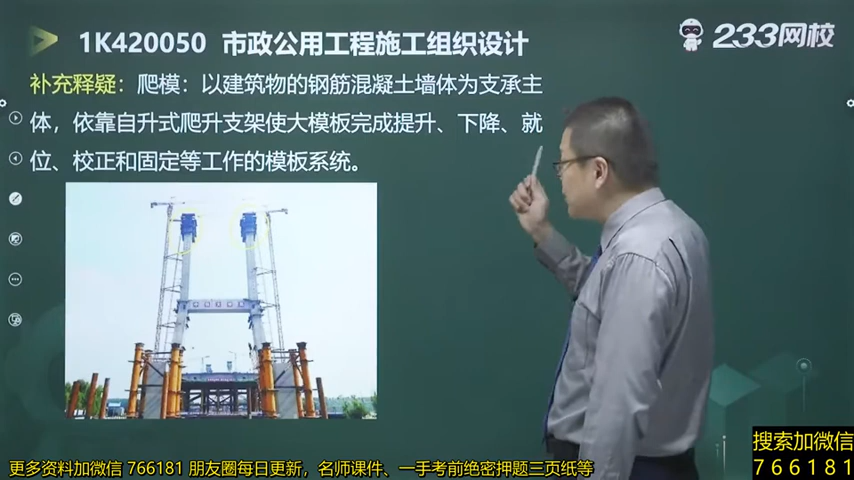 1K420050 市政公用工程施工组织设计
233网校
补充释疑：爬模：以建筑物的钢筋混凝土墙体为支承主
体，依靠自升式爬升支架使大模板完成提升、下降、就
位、校正和固定等工作的模板系统。
搜索加微信
766181
更多资料加微信 766181 朋友圈每日更新，名师课件、一手考前绝密押题三页纸等